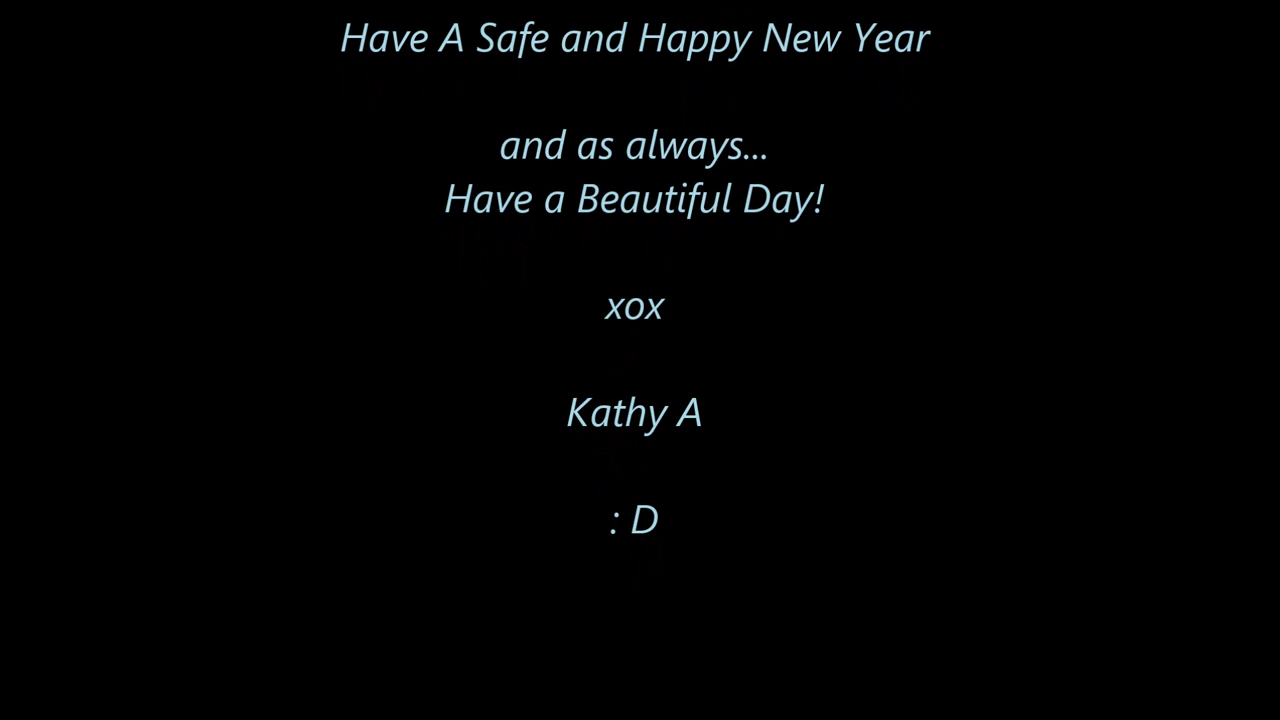 Have A Safe and Happy New Year
and as always...
Have a Beautiful Day!
xox
Kathy A
: D